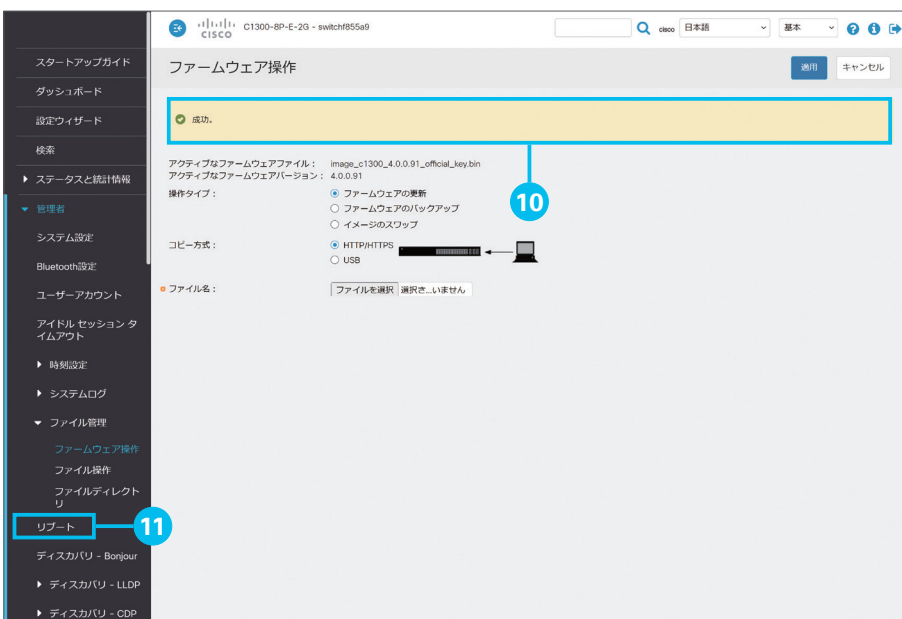 CISCO
C1300-8P-E-2G - switchf855a9
cisco
日本語
基本
スタートアップガイド
ダッシュボード
設定ウィザード
検索
ステータスと統計情報
管理者
システム設定
Bluetooth設定
ユーザーアカウント
アイドル セッション タ
イムアウト
時刻設定
システムログ
ファイル管理
ファームウェア操作
ファイル操作
ファイルディレクト
リ
リブート
ディスカバリ - Bonjour
ディスカバリ - LLDP
ディスカバリ - CDP
ファームウェア操作
適用
キャンセル
成功。
アクティブなファームウェアファイル： image_c1300_4.0.0.91_official_key.bin
アクティブなファームウェアバージョン： 4.0.0.91
操作タイプ： ファームウェアの更新
ファームウェアのバックアップ
イメージのスワップ
コピー方式： HTTP/HTTPS
USB
ファイル名： ファイルを選択 選択さ...いません
10
11